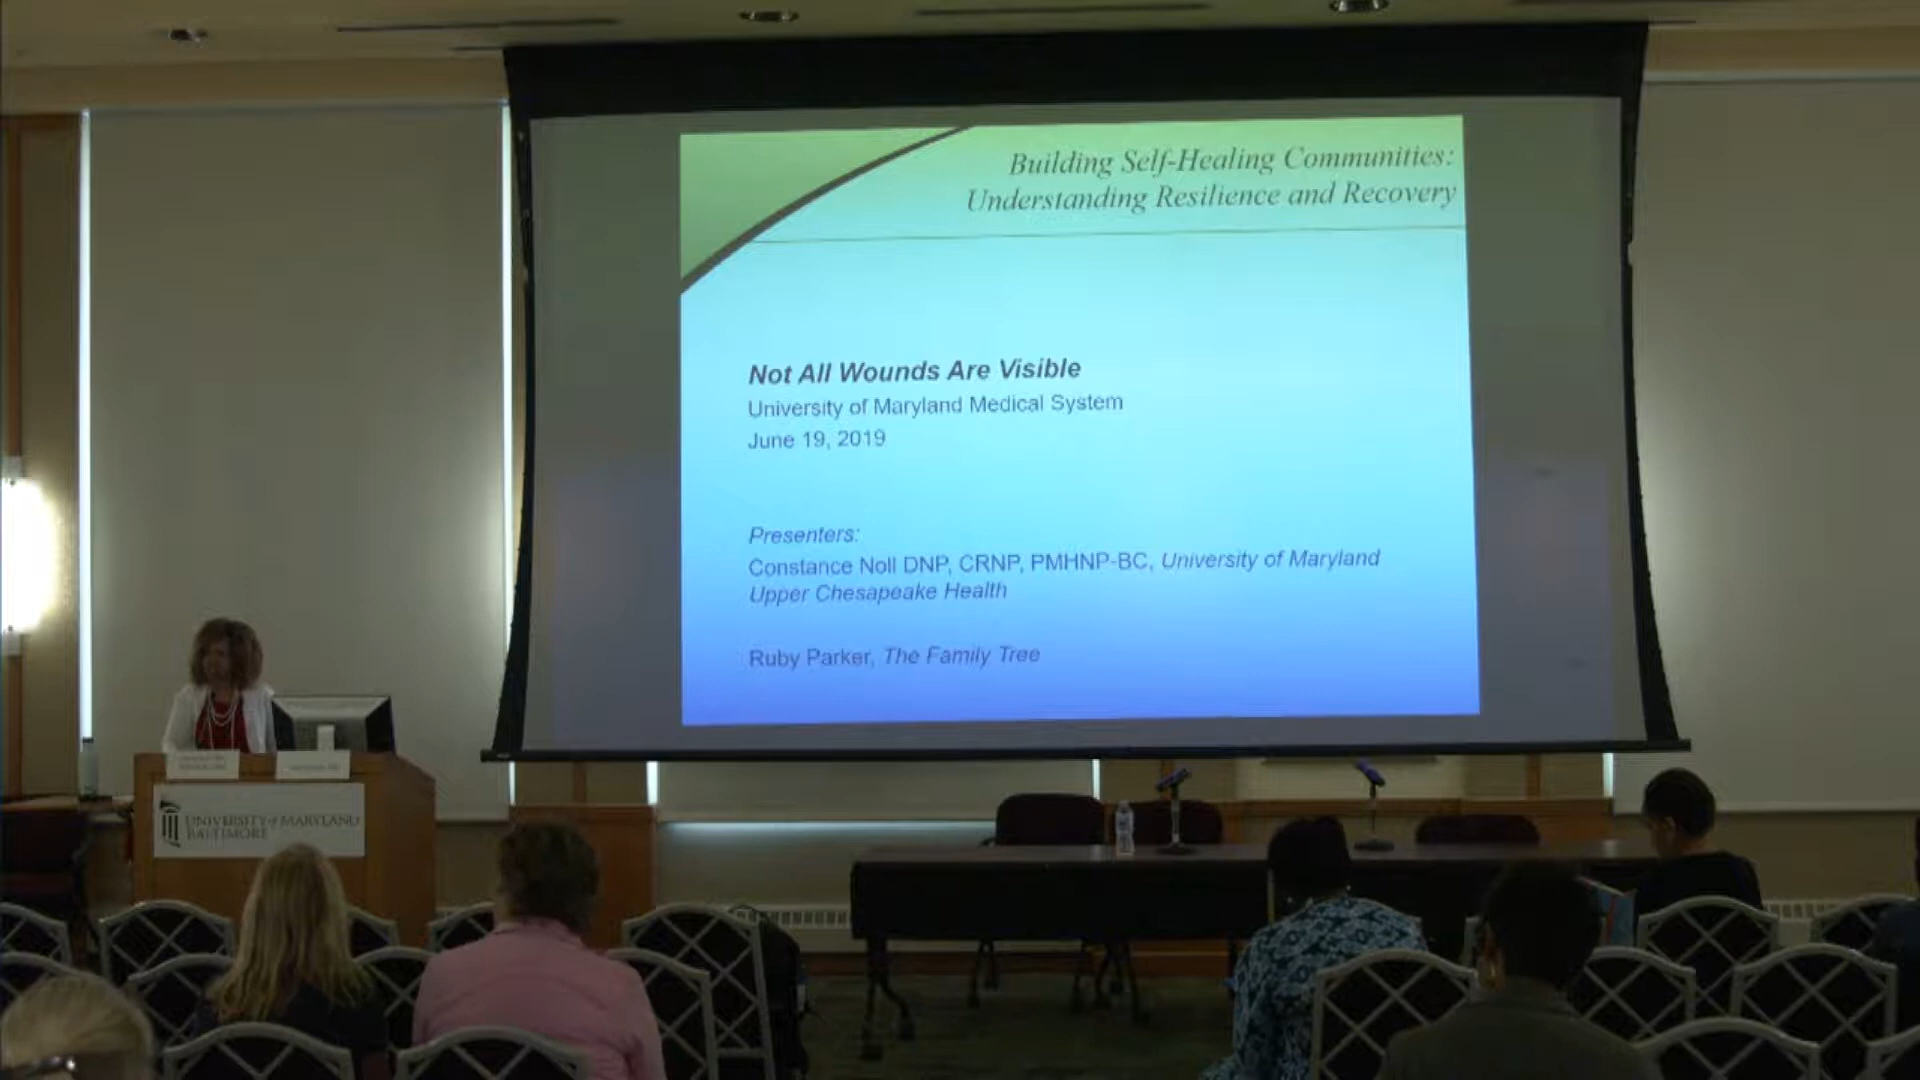 Building Self-Healing Communities:
Understanding Resilience and Recovery
Not All Wounds Are Visible
University of Maryland Medical System
June 19, 2019
Presenters:
Constance Noll DNP, CRNP, PMHNP-BC, University of Maryland
Upper Chesapeake Health
Ruby Parker, The Family Tree
UNIVERSITY of MARYLAND
BALTIMORE